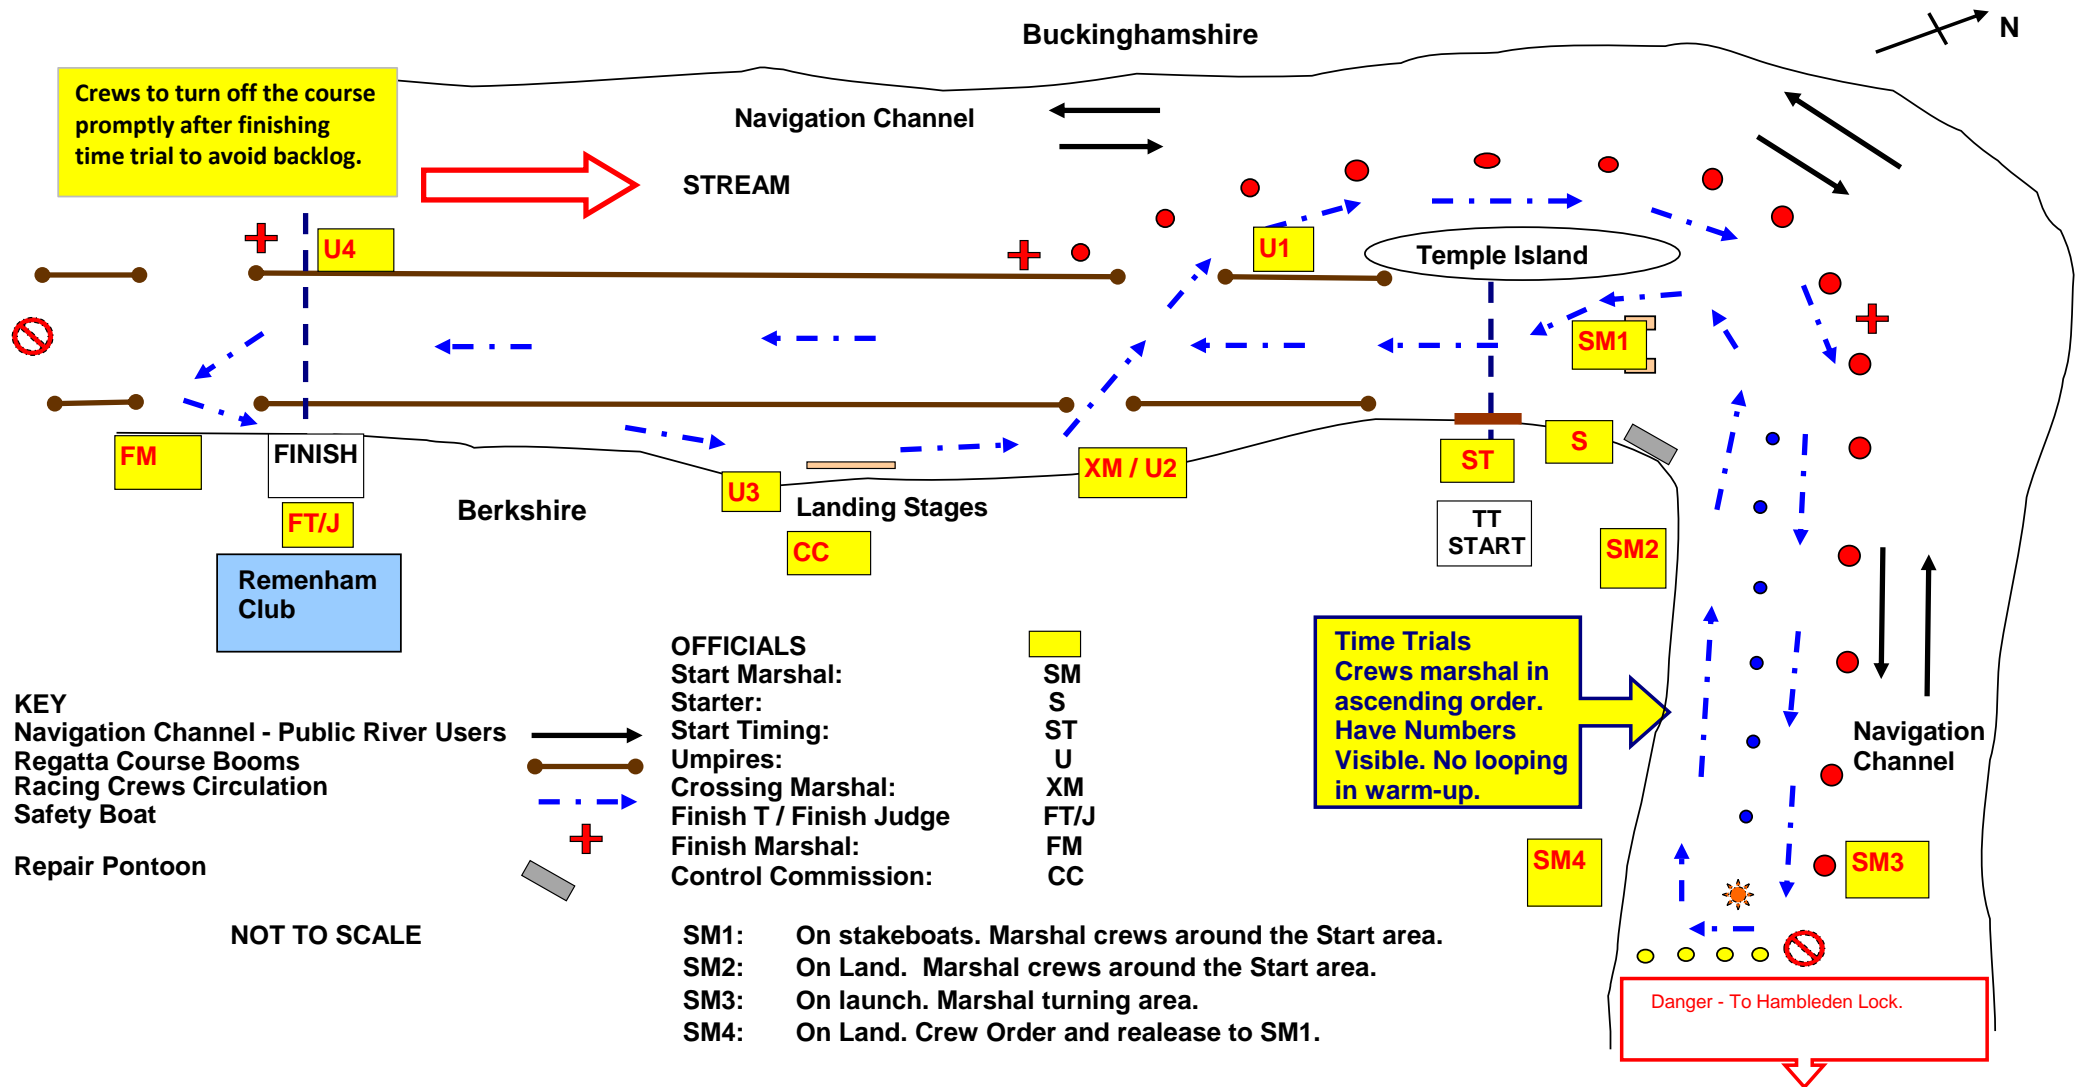 Buckinghamshire
N
Crews to turn off the course
promptly after finishing
time trial to avoid backlog.
Navigation Channel
STREAM
U4
U1
Temple Island
SM1
FM
FINISH
FT/J
Berkshire
U3
Landing Stages
CC
XM / U2
ST
S
TT
START
SM2
Remenham
Club
Time Trials
Crews marshal in
ascending order.
Have Numbers
Visible. No looping
in warm-up.
Navigation
Channel
SM4
SM3
KEY
Navigation Channel - Public River Users
Regatta Course Booms
Racing Crews Circulation
Safety Boat
Repair Pontoon
NOT TO SCALE
OFFICIALS
Start Marshal: SM
Starter: S
Start Timing: ST
Umpires: U
Crossing Marshal: XM
Finish T / Finish Judge FT/J
Finish Marshal: FM
Control Commission: CC
SM1: On stakeboats. Marshal crews around the Start area.
SM2: On Land. Marshal crews around the Start area.
SM3: On launch. Marshal turning area.
SM4: On Land. Crew Order and realease to SM1.
Danger - To Hambleden Lock.